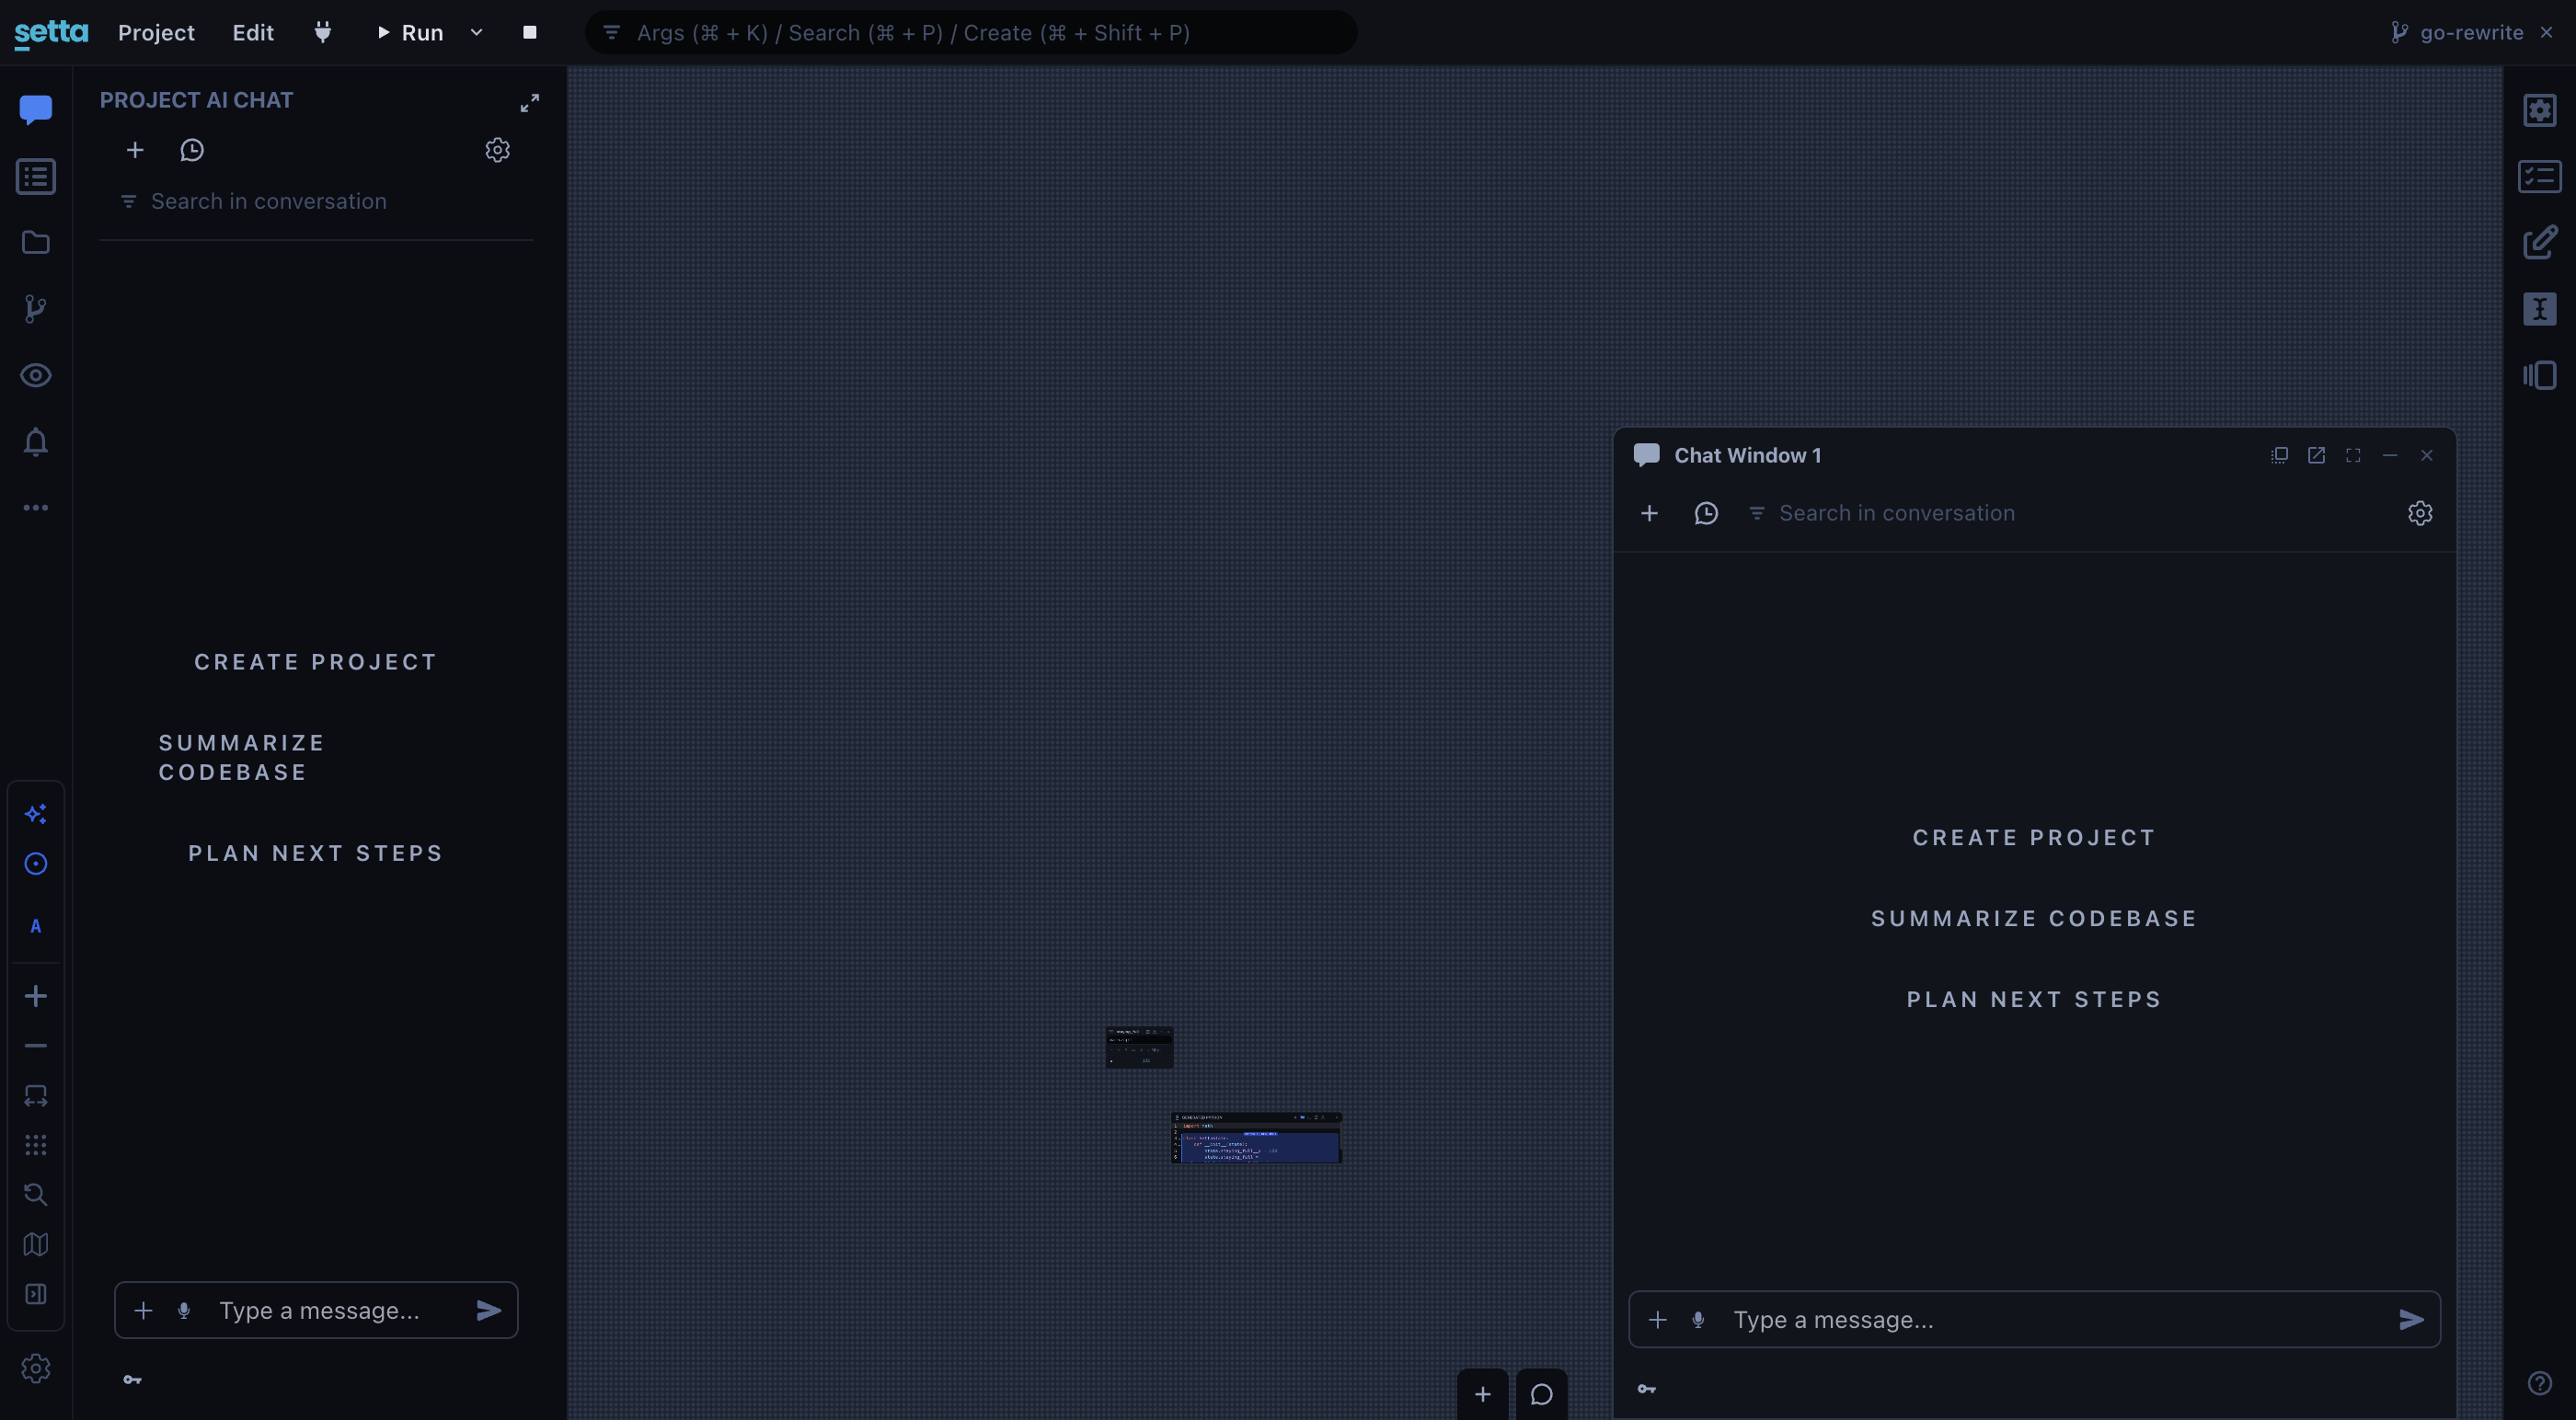 setta Project Edit Run Args (⌘ + K) / Search (⌘ + P) / Create (⌘ + Shift + P) go-rewrite
PROJECT AI CHAT
Search in conversation
CREATE PROJECT
SUMMARIZE
CODEBASE
PLAN NEXT STEPS
A
Type a message...
import math
Chat Window 1
Search in conversation
CREATE PROJECT
SUMMARIZE CODEBASE
PLAN NEXT STEPS
Type a message...